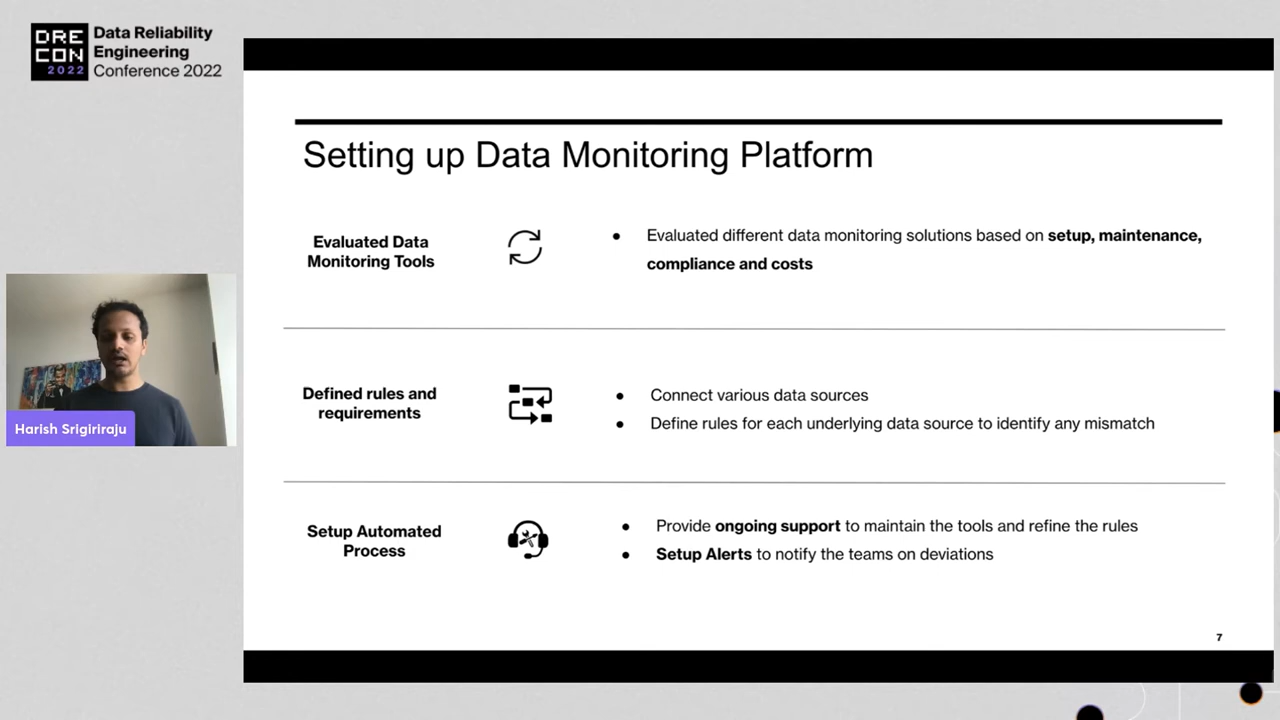 DRE
CON
2022
Data Reliability
Engineering
Conference 2022
Setting up Data Monitoring Platform
Evaluated Data
Monitoring Tools
● Evaluated different data monitoring solutions based on setup, maintenance,
compliance and costs
Defined rules and
requirements
● Connect various data sources
● Define rules for each underlying data source to identify any mismatch
Setup Automated
Process
● Provide ongoing support to maintain the tools and refine the rules
● Setup Alerts to notify the teams on deviations
7
Harish Srigiriraju